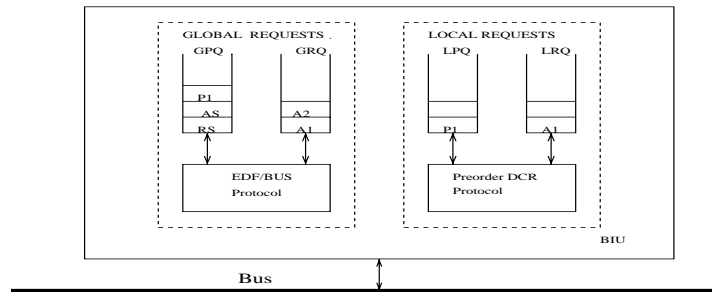 GLOBAL REQUESTS
GPQ GRQ
P1
AS
RS
A2
A1
EDF/BUS
Protocol
LOCAL REQUESTS
LPQ LRQ
P1
A1
Preorder DCR
Protocol
BIU
Bus